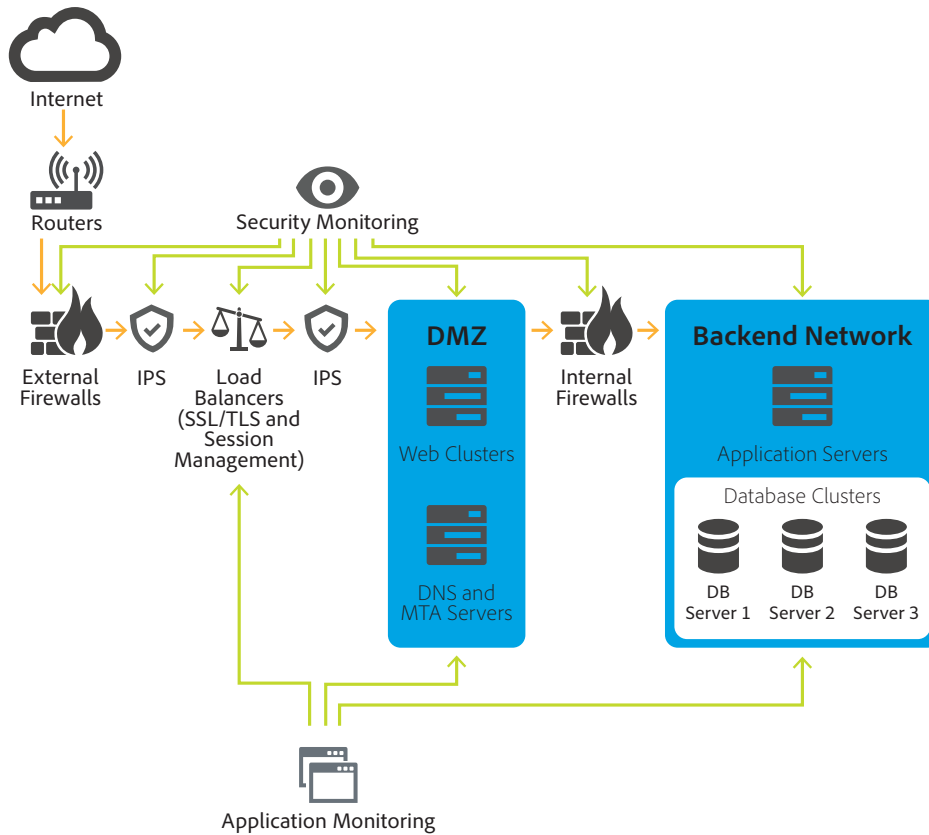 Internet
Routers
Security Monitoring
External
Firewalls
IPS
Load
Balancers
(SSL/TLS and
Session
Management)
IPS
DMZ
Web Clusters
DNS and
MTA Servers
Internal
Firewalls
Backend Network
Application Servers
Database Clusters
DB
Server 1
DB
Server 2
DB
Server 3
Application Monitoring